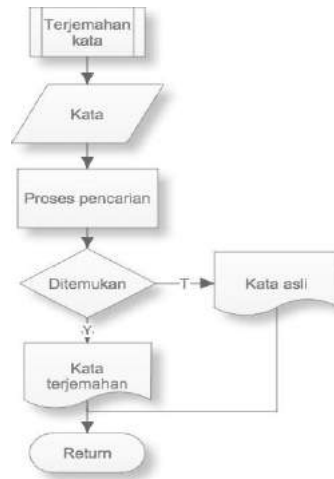 Terjemahan
kata
Kata
Proses pencarian
Ditemukan
T
Kata asli
Y
Kata
terjemahan
Return